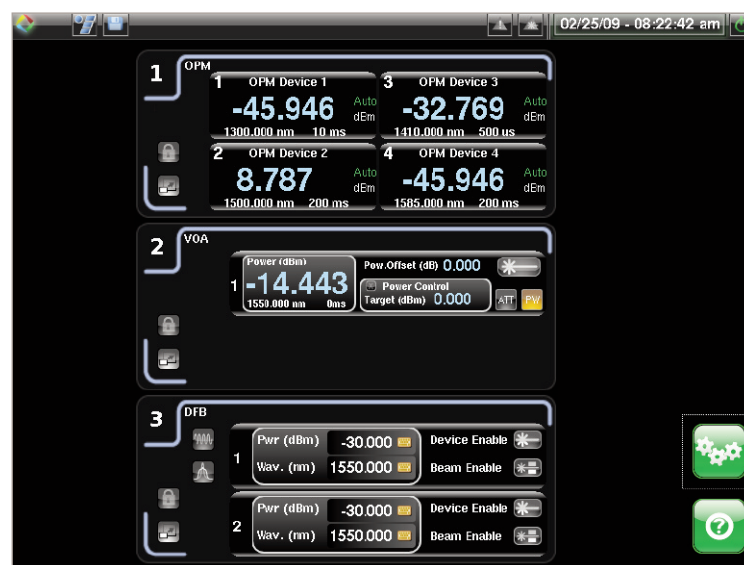 02/25/09 - 08:22:42 am
1 OPM
1 OPM Device 1
-45.946 Auto dEm
1300.000 nm 10 ms
3 OPM Device 3
-32.769 Auto dEm
1410.000 nm 500 us
2 OPM Device 2
8.787 Auto dEm
1500.000 nm 200 ms
4 OPM Device 4
-45.946 Auto dEm
1585.000 nm 200 ms
2 VOA
1
Power (dBm)
-14.443
1550.000 nm 0ms
Pow.Offset (dB) 0.000
Power Control
Target (dBm) 0.000
ATT PW
3 DFB
1
Pwr (dBm) -30.000 Device Enable
Wav. (nm) 1550.000 Beam Enable
2
Pwr (dBm) -30.000 Device Enable
Wav. (nm) 1550.000 Beam Enable
?